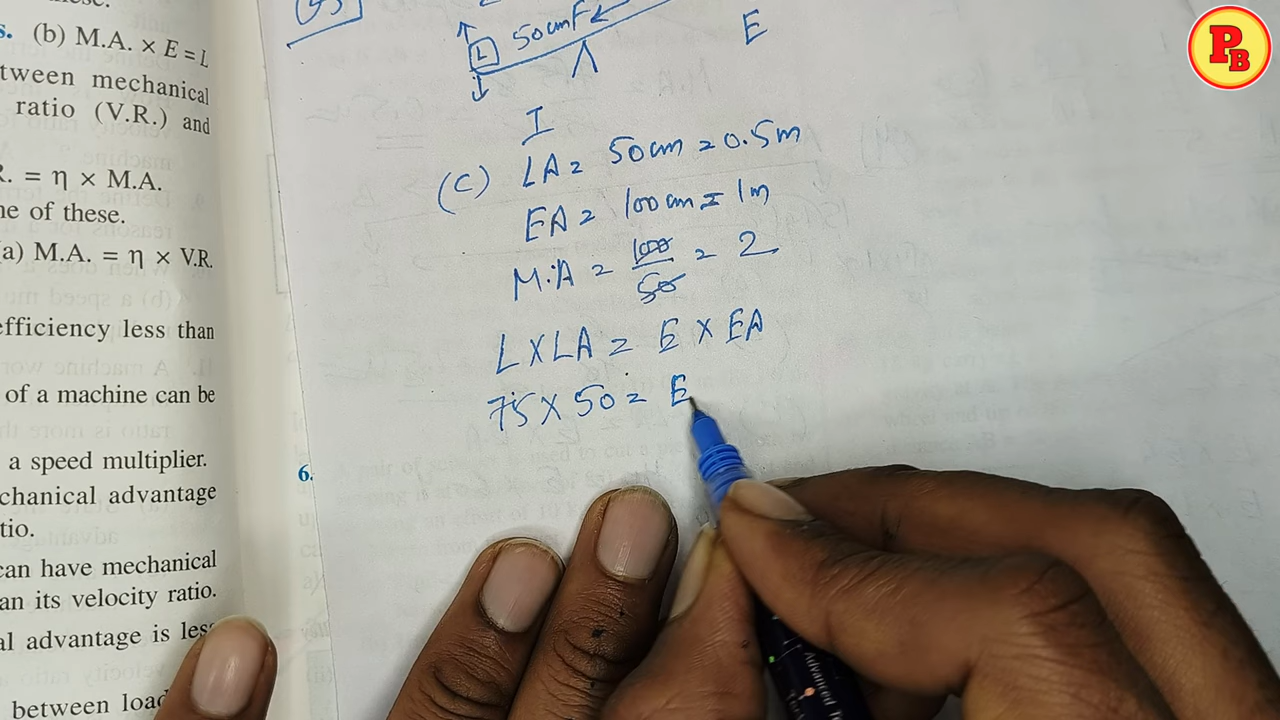 s. (b) M.A. × E = L
tween mechanical
ratio (V.R.) and
R. = η × M.A.
ne of these.
(a) M.A. = η × V.R.
efficiency less than
of a machine can be
a speed multiplier.
chanical advantage
tio.
can have mechanical
an its velocity ratio.
al advantage is less
between load
6.
L 50cm F
E
I
(C) LA = 50cm = 0.5m
EA = 100cm = 1m
M.A = 100/50 = 2
L × LA = E × EA
75 × 50 = E
PB